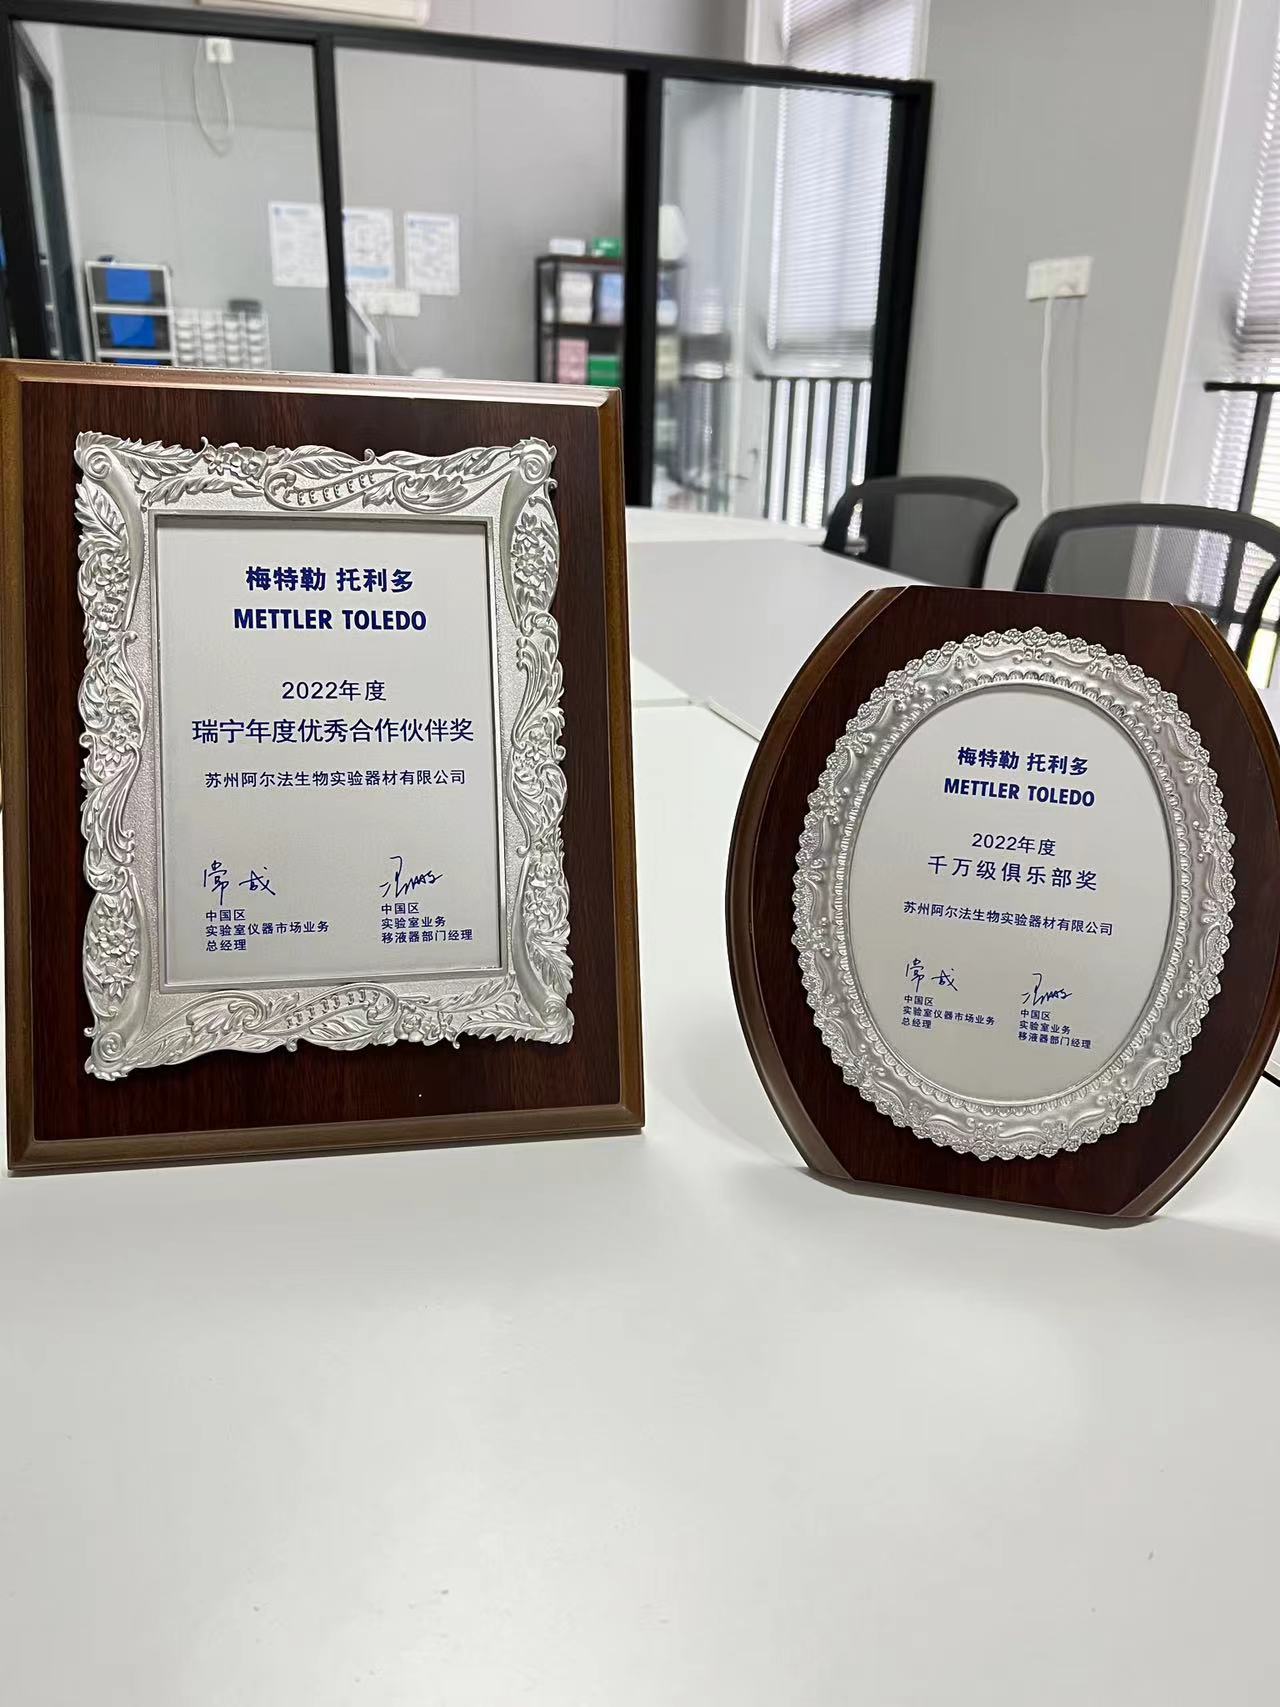 梅特勒 托利多
METTLER TOLEDO
2022年度
瑞宁年度优秀合作伙伴奖
苏州阿尔法生物实验器材有限公司
中国区
实验室仪器市场业务
总经理
中国区
实验室业务
移液器部门经理
梅特勒 托利多
METTLER TOLEDO
2022年度
千万级俱乐部奖
苏州阿尔法生物实验器材有限公司
中国区
实验室仪器市场业务
总经理
中国区
实验室业务
移液器部门经理